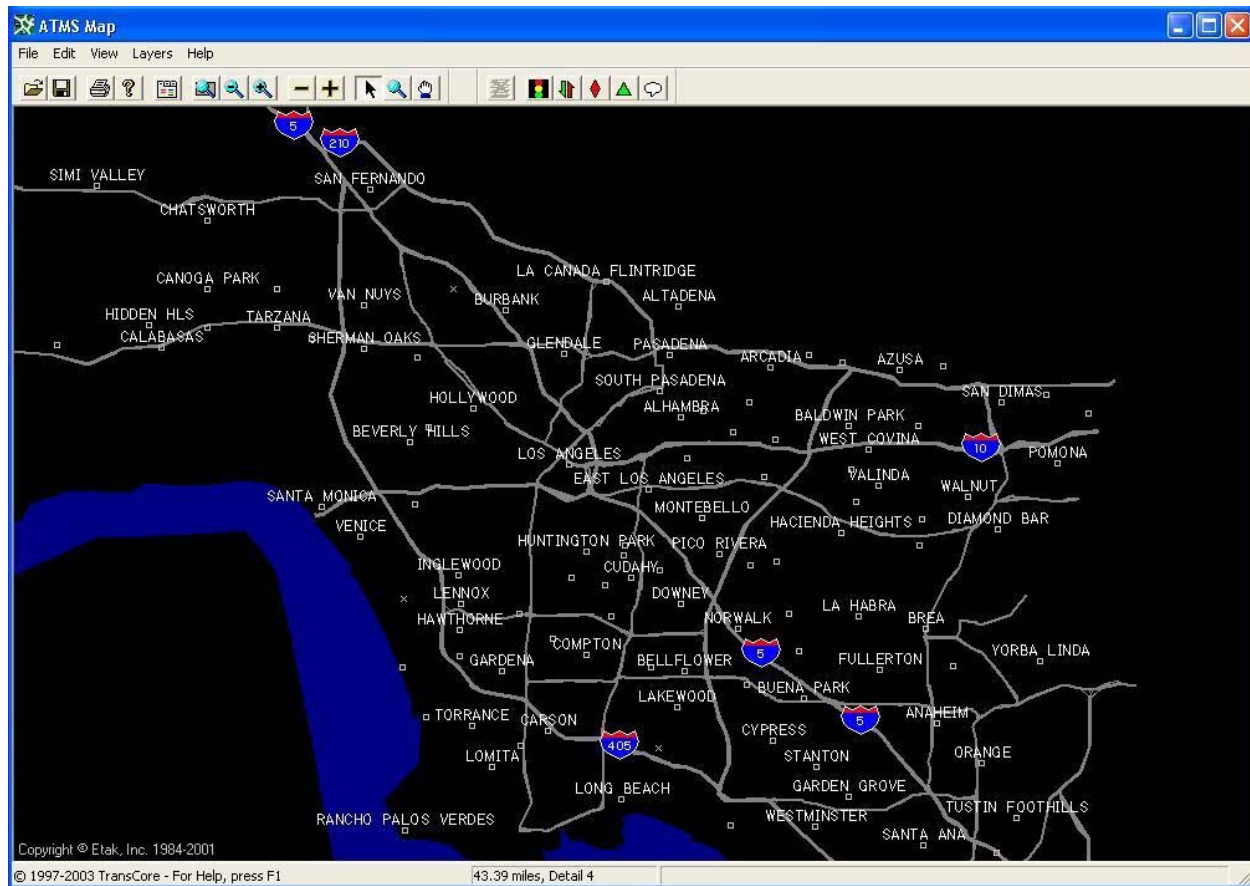 ATMS Map
File Edit View Layers Help
5
210
SIMI VALLEY
SAN FERNANDO
CHATSWORTH
LA CANADA FLINTRIDGE
CANOGA PARK
VAN NUYS
BURBANK
ALTADENA
HIDDEN HLS
TARZANA
CALABASAS
SHERMAN OAKS
GLENDALE
PASADENA
ARCADIA
AZUSA
SOUTH PASADENA
SAN DIMAS
HOLLYWOOD
ALHAMBRA
BALDWIN PARK
BEVERLY HILLS
WEST COVINA
10
LOS ANGELES
POMONA
EAST LOS ANGELES
VALINDA
WALNUT
SANTA MONICA
MONTEBELLO
VENICE
HACIENDA HEIGHTS
DIAMOND BAR
HUNTINGTON PARK
PICO RIVERA
INGLEWOOD
CUDAHY
LENNOX
DOWNEY
LA HABRA
HAWTHORNE
NORWALK
BREA
COMPTON
5
YORBA LINDA
GARDENA
BELLFLOWER
FULLERTON
LAKEWOOD
BUENA PARK
TORRANCE
CARSON
5
ANAHEIM
CYPRESS
405
LOMITA
STANTON
ORANGE
LONG BEACH
GARDEN GROVE
RANCHO PALOS VERDES
WESTMINSTER
TUSTIN FOOTHILLS
SANTA ANA
Copyright © Etak, Inc. 1984-2001
© 1997-2003 TransCore - For Help, press F1
43.39 miles, Detail 4